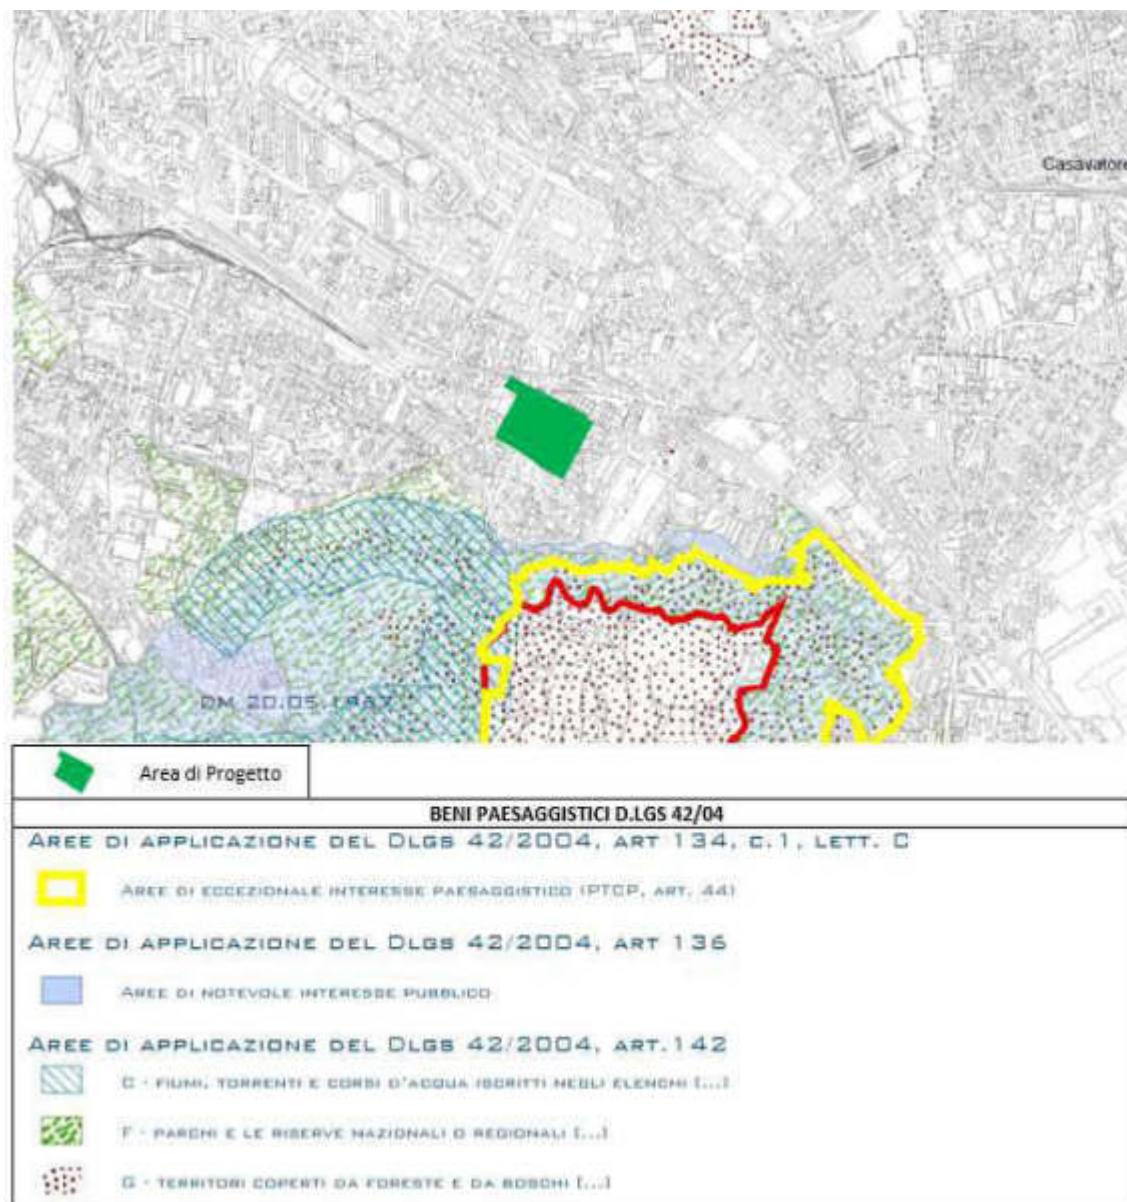 Casavatore
DM 20.05.1967
Area di Progetto
BENI PAESAGGISTICI D.LGS 42/04
AREE DI APPLICAZIONE DEL DLGS 42/2004, ART 134, C.1, LETT. C
AREE DI ECCEZIONALE INTERESSE PAESAGGISTICO (PTCP, ART. 44)
AREE DI APPLICAZIONE DEL DLGS 42/2004, ART 136
AREE DI NOTEVOLE INTERESSE PUBBLICO
AREE DI APPLICAZIONE DEL DLGS 42/2004, ART.142
C - FIUMI, TORRENTI E CORSI D'ACQUA ISCRITTI NEGLI ELENCHI [...]
F - PARCHI E LE RISERVE NAZIONALI O REGIONALI [...]
G - TERRITORI COPERTI DA FORESTE E DA BOSCHI [...]